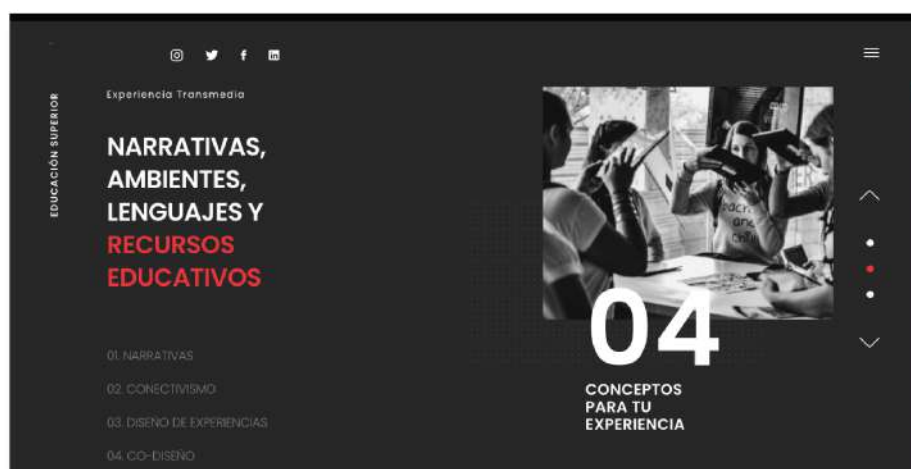 EDUCACIÓN SUPERIOR
Experiencia Transmedia
NARRATIVAS,
AMBIENTES,
LENGUAJES Y
RECURSOS
EDUCATIVOS
01. NARRATIVAS
02. CONECTIVISMO
03. DISEÑO DE EXPERIENCIAS
04. CO-DISEÑO
04
CONCEPTOS
PARA TU
EXPERIENCIA